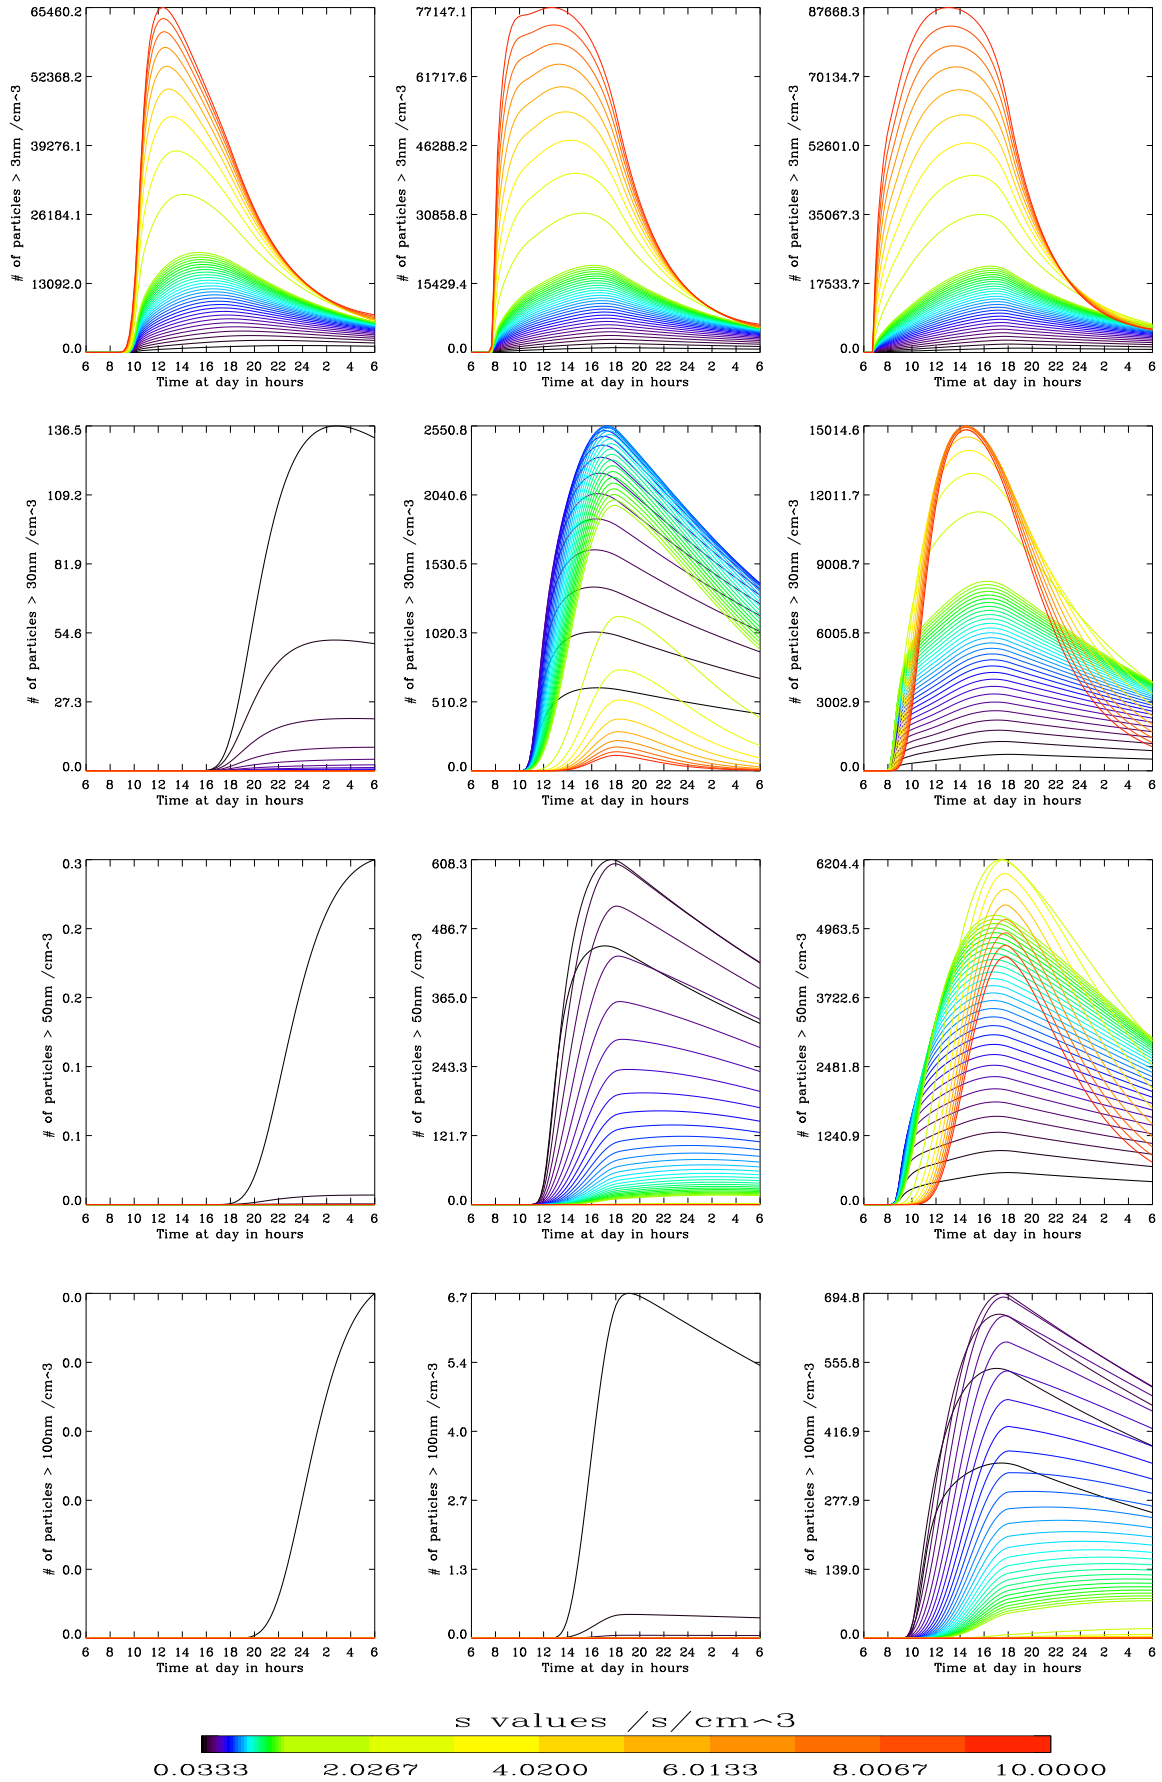 65460.2
52368.2
39276.1
26184.1
13092.0
0.0
# of particles > 3nm /cm^3
6 8 10 12 14 16 18 20 22 24 2 4 6
Time at day in hours
77147.1
61717.6
46288.2
30858.8
15429.4
0.0
# of particles > 3nm /cm^3
6 8 10 12 14 16 18 20 22 24 2 4 6
Time at day in hours
87668.3
70134.7
52601.0
35067.3
17533.7
0.0
# of particles > 3nm /cm^3
6 8 10 12 14 16 18 20 22 24 2 4 6
Time at day in hours
136.5
109.2
81.9
54.6
27.3
0.0
# of particles > 30nm /cm^3
6 8 10 12 14 16 18 20 22 24 2 4 6
Time at day in hours
2550.8
2040.6
1530.5
1020.3
510.2
0.0
# of particles > 30nm /cm^3
6 8 10 12 14 16 18 20 22 24 2 4 6
Time at day in hours
15014.6
12011.7
9008.7
6005.8
3002.9
0.0
# of particles > 30nm /cm^3
6 8 10 12 14 16 18 20 22 24 2 4 6
Time at day in hours
0.3
0.2
0.2
0.1
0.1
0.0
# of particles > 50nm /cm^3
6 8 10 12 14 16 18 20 22 24 2 4 6
Time at day in hours
608.3
486.7
365.0
243.3
121.7
0.0
# of particles > 50nm /cm^3
6 8 10 12 14 16 18 20 22 24 2 4 6
Time at day in hours
6204.4
4963.5
3722.6
2481.8
1240.9
0.0
# of particles > 50nm /cm^3
6 8 10 12 14 16 18 20 22 24 2 4 6
Time at day in hours
0.0
0.0
0.0
0.0
0.0
0.0
# of particles > 100nm /cm^3
6 8 10 12 14 16 18 20 22 24 2 4 6
Time at day in hours
6.7
5.4
4.0
2.7
1.3
0.0
# of particles > 100nm /cm^3
6 8 10 12 14 16 18 20 22 24 2 4 6
Time at day in hours
694.8
555.8
416.9
277.9
139.0
0.0
# of particles > 100nm /cm^3
6 8 10 12 14 16 18 20 22 24 2 4 6
Time at day in hours
s values /s/cm^3
0.0333 2.0267 4.0200 6.0133 8.0067 10.0000